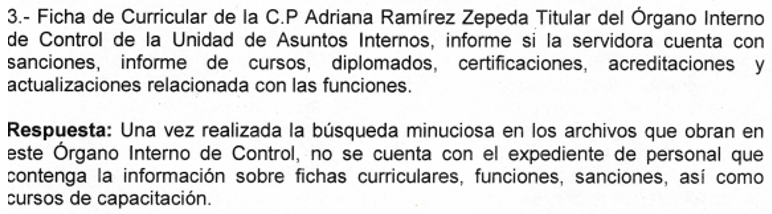 3.- Ficha de Curricular de la C.P Adriana Ramírez Zepeda Titular del Órgano Interno
de Control de la Unidad de Asuntos Internos, informe si la servidora cuenta con
sanciones, informe de cursos, diplomados, certificaciones, acreditaciones y
actualizaciones relacionada con las funciones.
Respuesta: Una vez realizada la búsqueda minuciosa en los archivos que obran en
este Órgano Interno de Control, no se cuenta con el expediente de personal que
contenga la información sobre fichas curriculares, funciones, sanciones, así como
cursos de capacitación.